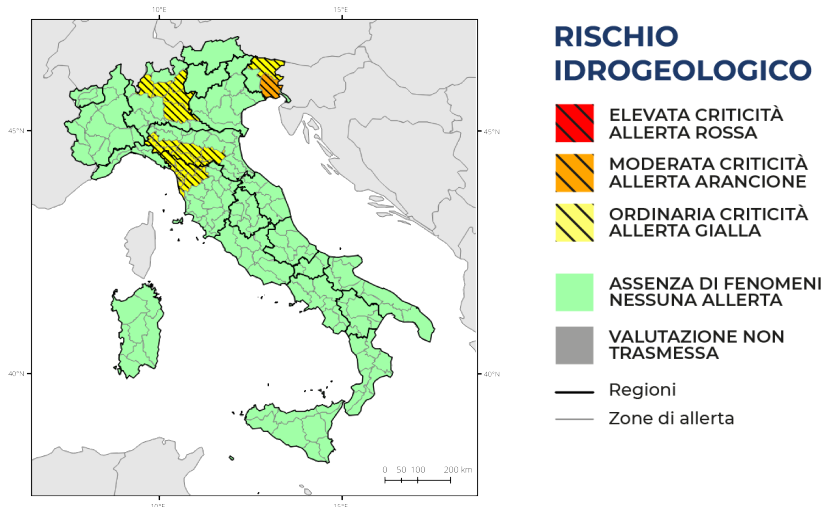 10°E 15°E
RISCHIO
IDROGEOLOGICO
ELEVATA CRITICITÀ
ALLERTA ROSSA
45°N 45°N
MODERATA CRITICITÀ
ALLERTA ARANCIONE
ORDINARIA CRITICITÀ
ALLERTA GIALLA
ASSENZA DI FENOMENI
NESSUNA ALLERTA
VALUTAZIONE NON
TRASMESSA
40°N 40°N
Regioni
Zone di allerta
0 50 100 200 km
10°E 15°E